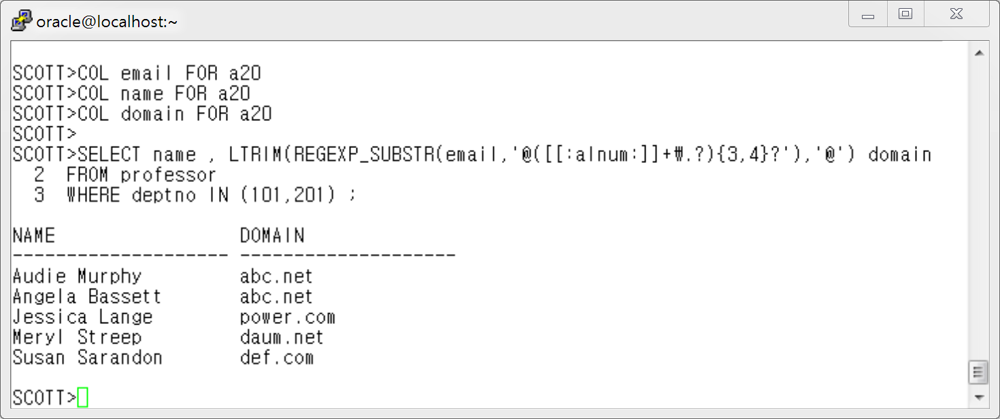 oracle@localhost:~
SCOTT>COL email FOR a20
SCOTT>COL name FOR a20
SCOTT>COL domain FOR a20
SCOTT>
SCOTT>SELECT name , LTRIM(REGEXP_SUBSTR(email,'@([[:alnum:]]+₩.?){3,4}?'),'@') domain
  2  FROM professor
  3  WHERE deptno IN (101,201) ;
NAME                 DOMAIN
-------------------- --------------------
Audie Murphy         abc.net
Angela Bassett       abc.net
Jessica Lange        power.com
Meryl Streep         daum.net
Susan Sarandon       def.com
SCOTT>